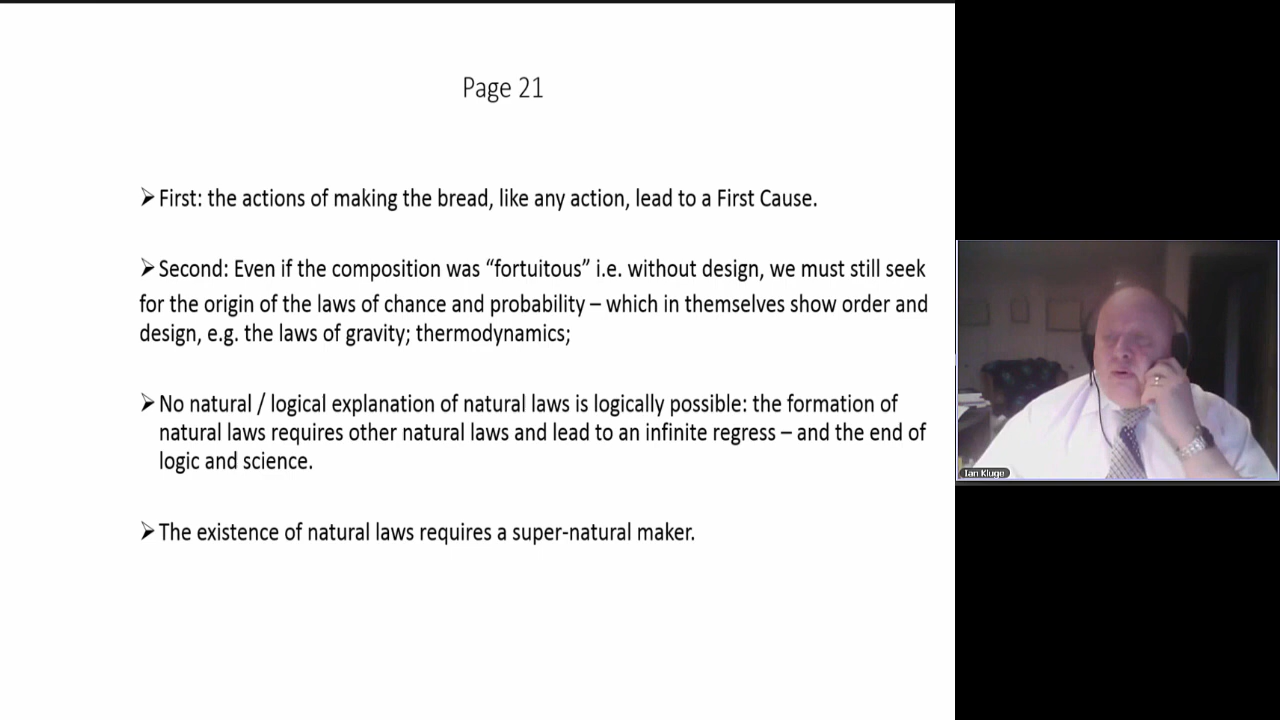 Page 21
➢First: the actions of making the bread, like any action, lead to a First Cause.
➢Second: Even if the composition was “fortuitous” i.e. without design, we must still seek
for the origin of the laws of chance and probability – which in themselves show order and
design, e.g. the laws of gravity; thermodynamics;
➢No natural / logical explanation of natural laws is logically possible: the formation of
natural laws requires other natural laws and lead to an infinite regress – and the end of
logic and science.
➢The existence of natural laws requires a super-natural maker.
Ian Kluge